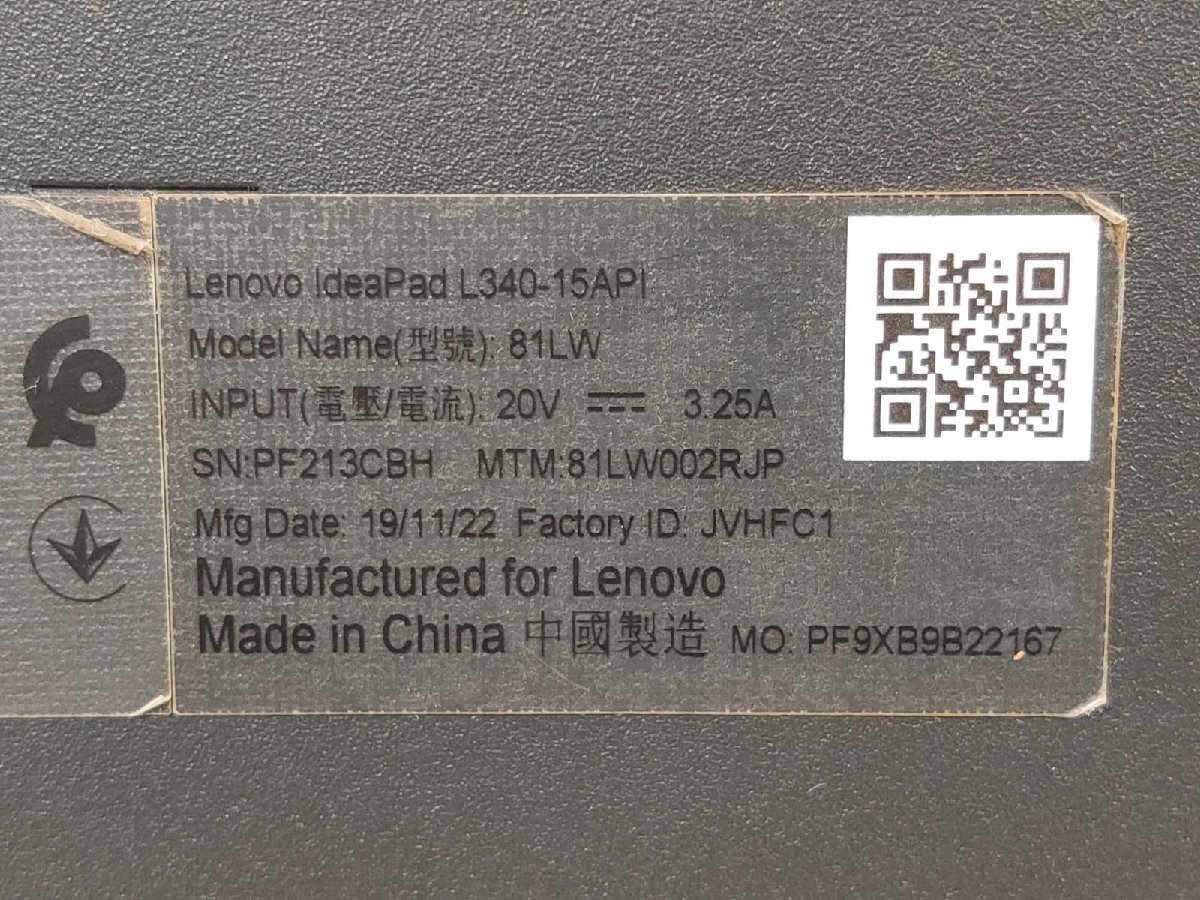 Lenovo IdeaPad L340-15API
Model Name(型號): 81LW
INPUT(電壓/電流): 20V ⎓ 3.25A
SN:PF213CBH MTM:81LW002RJP
Mfg Date: 19/11/22 Factory ID: JVHFC1
Manufactured for Lenovo
Made in China 中國製造 MO: PF9XB9B22167